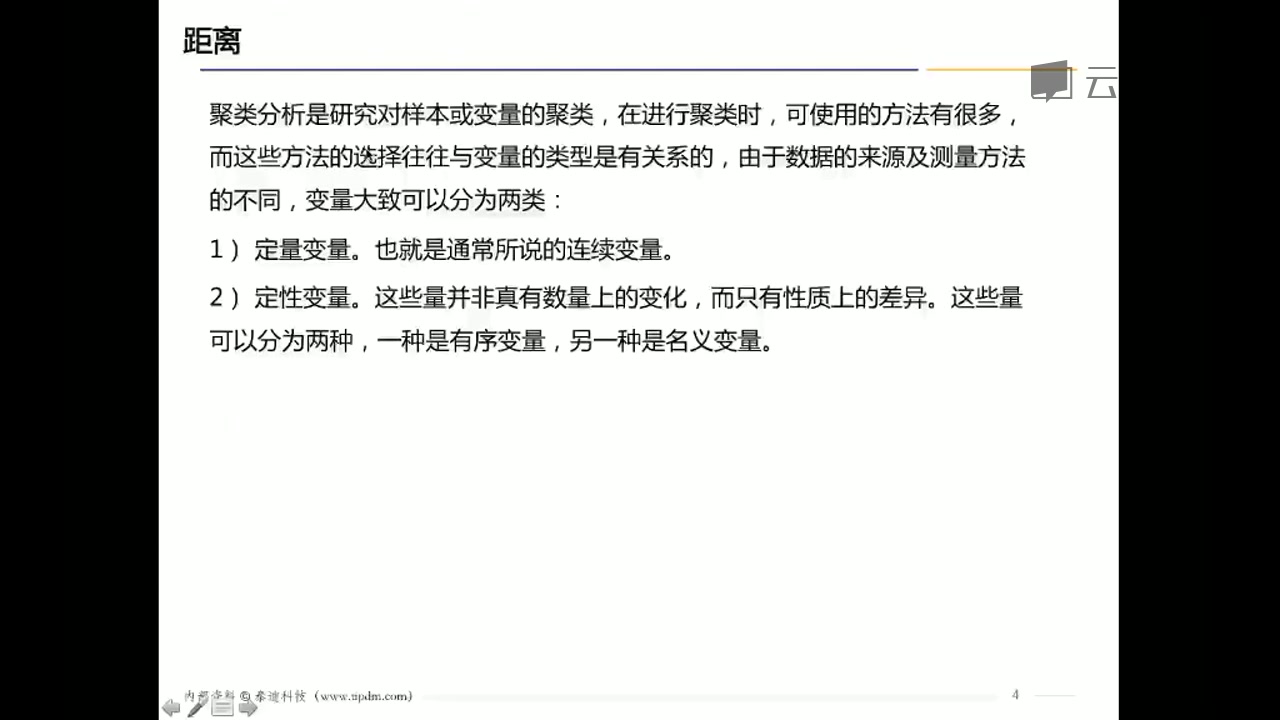 距离
云
聚类分析是研究对样本或变量的聚类，在进行聚类时，可使用的方法有很多，
而这些方法的选择往往与变量的类型是有关系的，由于数据的来源及测量方法
的不同，变量大致可以分为两类：
1） 定量变量。也就是通常所说的连续变量。
2） 定性变量。这些量并非真有数量上的变化，而只有性质上的差异。这些量
可以分为两种，一种是有序变量，另一种是名义变量。
内部资料 © 泰迪科技（www.tipdm.com） 4